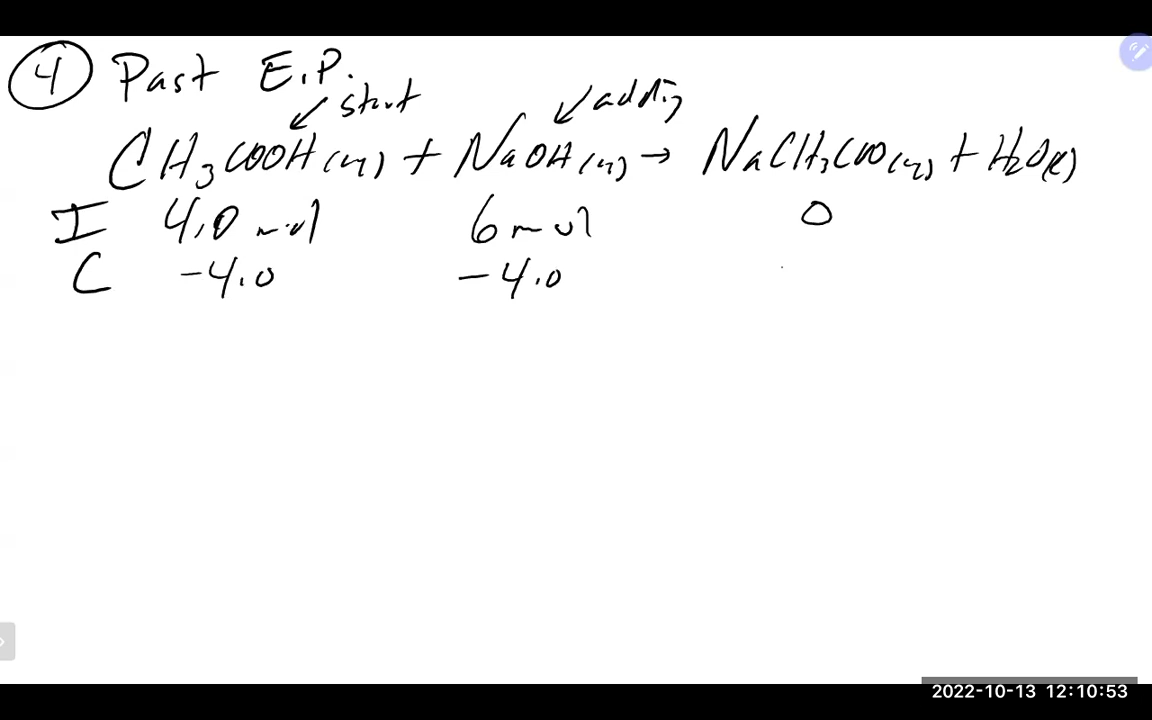 ④ Past E.P.
start adding
CH₃COOH(aq) + NaOH(aq) → NaCH₃COO(aq) + H₂O(l)
I 4.0 mol 6 mol 0
C -4.0 -4.0
2022-10-13 12:10:53